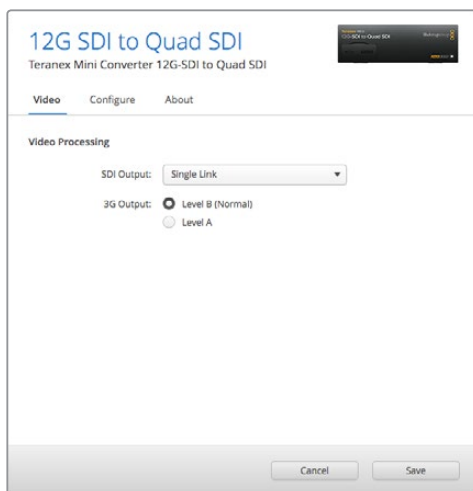 12G SDI to Quad SDI
Teranex Mini Converter 12G-SDI to Quad SDI
Video Configure About
Video Processing
SDI Output: Single Link
3G Output: Level B (Normal)
Level A
Cancel Save